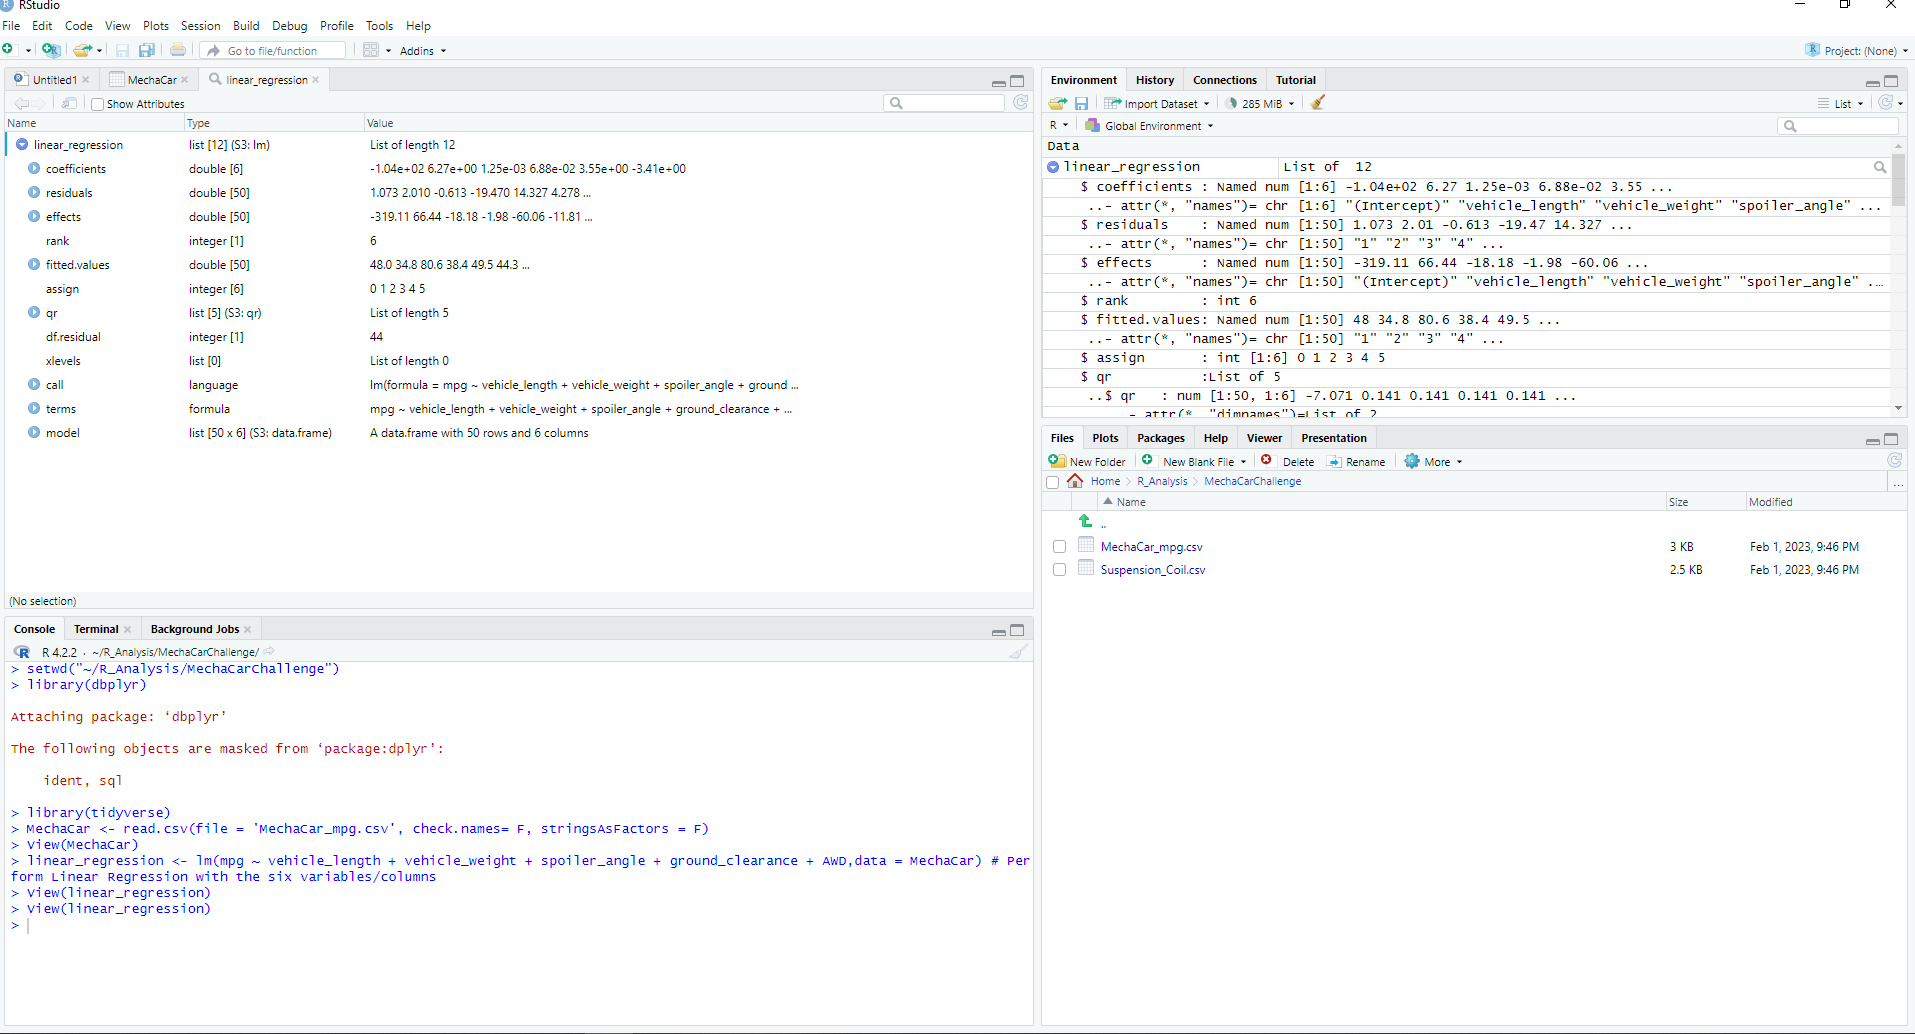 RStudio
File Edit Code View Plots Session Build Debug Profile Tools Help
Go to file/function Addins Project: (None)
Untitled1 MechaCar linear_regression
Show Attributes
Name Type Value
linear_regression list [12] (S3: lm) List of length 12
coefficients double [6] -1.04e+02 6.27e+00 1.25e-03 6.88e-02 3.55e+00 -3.41e+00
residuals double [50] 1.073 2.010 -0.613 -19.470 14.327 4.278 ...
effects double [50] -319.11 66.44 -18.18 -1.98 -60.06 -11.81 ...
rank integer [1] 6
fitted.values double [50] 48.0 34.8 80.6 38.4 49.5 44.3 ...
assign integer [6] 0 1 2 3 4 5
qr list [5] (S3: qr) List of length 5
df.residual integer [1] 44
xlevels list [0] List of length 0
call language lm(formula = mpg ~ vehicle_length + vehicle_weight + spoiler_angle + ground ...
terms formula mpg ~ vehicle_length + vehicle_weight + spoiler_angle + ground_clearance + ...
model list [50 x 6] (S3: data.frame) A data.frame with 50 rows and 6 columns
(No selection)
Console Terminal Background Jobs
R R 4.2.2 · ~/R_Analysis/MechaCarChallenge/
> setwd("~/R_Analysis/MechaCarChallenge")
> library(dbplyr)
Attaching package: ‘dbplyr’
The following objects are masked from ‘package:dplyr’:
ident, sql
> library(tidyverse)
> MechaCar <- read.csv(file = 'MechaCar_mpg.csv', check.names= F, stringsAsFactors = F)
> View(MechaCar)
> linear_regression <- lm(mpg ~ vehicle_length + vehicle_weight + spoiler_angle + ground_clearance + AWD,data = MechaCar) # Per
form Linear Regression with the six variables/columns
> View(linear_regression)
> View(linear_regression)
>
Environment History Connections Tutorial
Import Dataset 285 MiB List
R Global Environment
Data
linear_regression List of 12
$ coefficients : Named num [1:6] -1.04e+02 6.27 1.25e-03 6.88e-02 3.55 ...
..- attr(*, "names")= chr [1:6] "(Intercept)" "vehicle_length" "vehicle_weight" "spoiler_angle" ...
$ residuals : Named num [1:50] 1.073 2.01 -0.613 -19.47 14.327 ...
..- attr(*, "names")= chr [1:50] "1" "2" "3" "4" ...
$ effects : Named num [1:50] -319.11 66.44 -18.18 -1.98 -60.06 ...
..- attr(*, "names")= chr [1:50] "(Intercept)" "vehicle_length" "vehicle_weight" "spoiler_angle" ...
$ rank : int 6
$ fitted.values: Named num [1:50] 48 34.8 80.6 38.4 49.5 ...
..- attr(*, "names")= chr [1:50] "1" "2" "3" "4" ...
$ assign : int [1:6] 0 1 2 3 4 5
$ qr :List of 5
..$ qr : num [1:50, 1:6] -7.071 0.141 0.141 0.141 0.141 ...
- attr(* "dimnames")=List of 2
Files Plots Packages Help Viewer Presentation
New Folder New Blank File Delete Rename More
Home R_Analysis MechaCarChallenge ...
Name Size Modified
..
MechaCar_mpg.csv 3 KB Feb 1, 2023, 9:46 PM
Suspension_Coil.csv 2.5 KB Feb 1, 2023, 9:46 PM